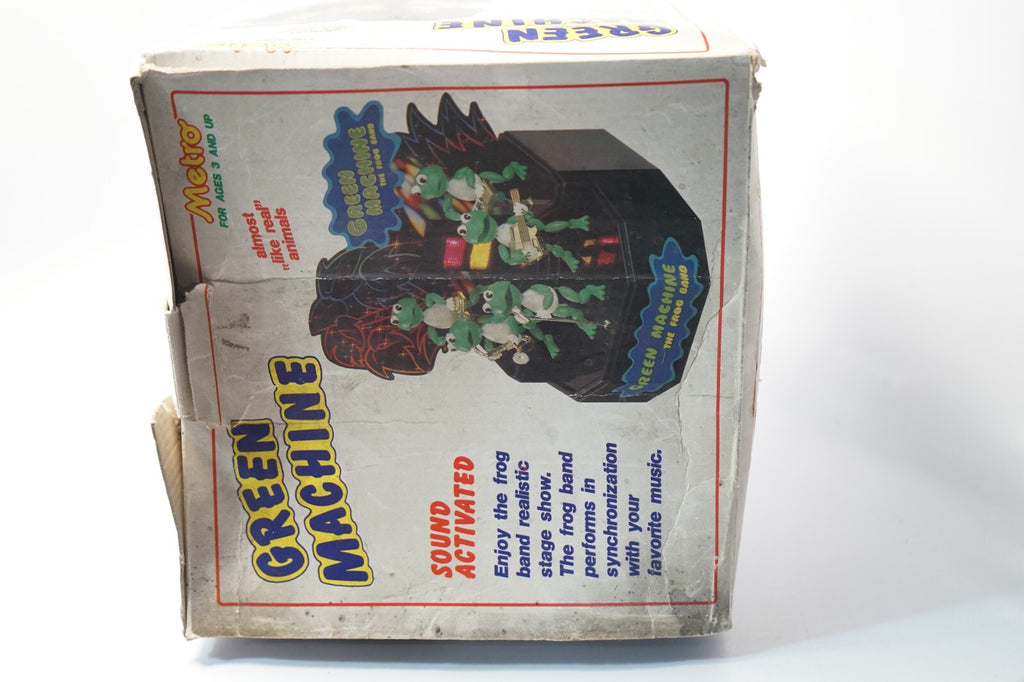 GREEN
MACHINE
Metro
FOR AGES 3 AND UP
almost
"like real"
animals
GREEN
MACHINE
THE FROG BAND
GREEN MACHINE
THE FROG BAND
GREEN
MACHINE
SOUND
ACTIVATED
Enjoy the frog
band realistic
stage show.
The frog band
performs in
synchronization
with your
favorite music.